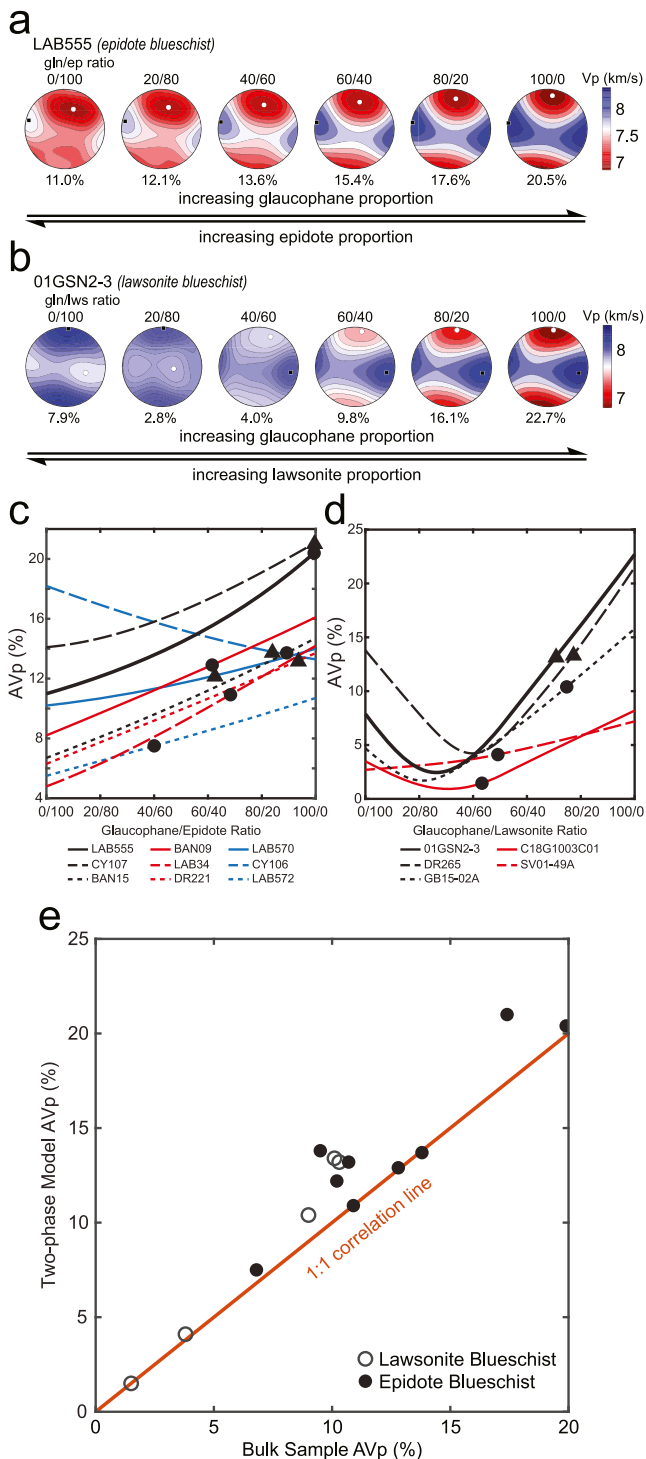 a
LAB555 (epidote blueschist)
gln/ep ratio
0/100 20/80 40/60 60/40 80/20 100/0 Vp (km/s)
8
7.5
7
11.0% 12.1% 13.6% 15.4% 17.6% 20.5%
increasing glaucophane proportion
increasing epidote proportion
b
01GSN2-3 (lawsonite blueschist)
gln/lws ratio
0/100 20/80 40/60 60/40 80/20 100/0 Vp (km/s)
8
7
7.9% 2.8% 4.0% 9.8% 16.1% 22.7%
increasing glaucophane proportion
increasing lawsonite proportion
c
AVp (%)
20
16
12
8
4
0/100 20/80 40/60 60/40 80/20 100/0
Glaucophane/Epidote Ratio
LAB555 BAN09 LAB570
CY107 LAB34 CY106
BAN15 DR221 LAB572
d
AVp (%)
25
20
15
10
5
0
0/100 20/80 40/60 60/40 80/20 100/0
Glaucophane/Lawsonite Ratio
01GSN2-3 C18G1003C01
DR265 SV01-49A
GB15-02A
e
Two-phase Model AVp (%)
25
20
15
10
5
0
1:1 correlation line
Lawsonite Blueschist
Epidote Blueschist
0 5 10 15 20
Bulk Sample AVp (%)